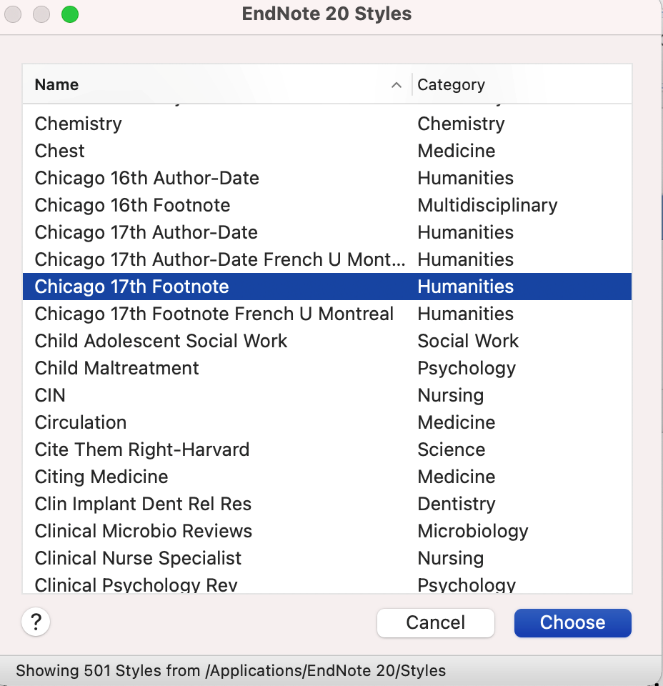 EndNote 20 Styles
Name Category
Chemistry Chemistry
Chest Medicine
Chicago 16th Author-Date Humanities
Chicago 16th Footnote Multidisciplinary
Chicago 17th Author-Date Humanities
Chicago 17th Author-Date French U Mont... Humanities
Chicago 17th Footnote Humanities
Chicago 17th Footnote French U Montreal Humanities
Child Adolescent Social Work Social Work
Child Maltreatment Psychology
CIN Nursing
Circulation Medicine
Cite Them Right-Harvard Science
Citing Medicine Medicine
Clin Implant Dent Rel Res Dentistry
Clinical Microbio Reviews Microbiology
Clinical Nurse Specialist Nursing
Clinical Psychology Rev Psychology
? Cancel Choose
Showing 501 Styles from /Applications/EndNote 20/Styles